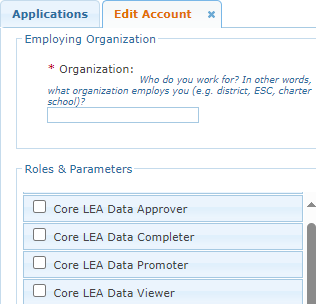 Applications Edit Account ×
Employing Organization
* Organization:
Who do you work for? In other words,
what organization employs you (e.g. district, ESC, charter
school)?
Roles & Parameters
Core LEA Data Approver
Core LEA Data Completer
Core LEA Data Promoter
Core LEA Data Viewer